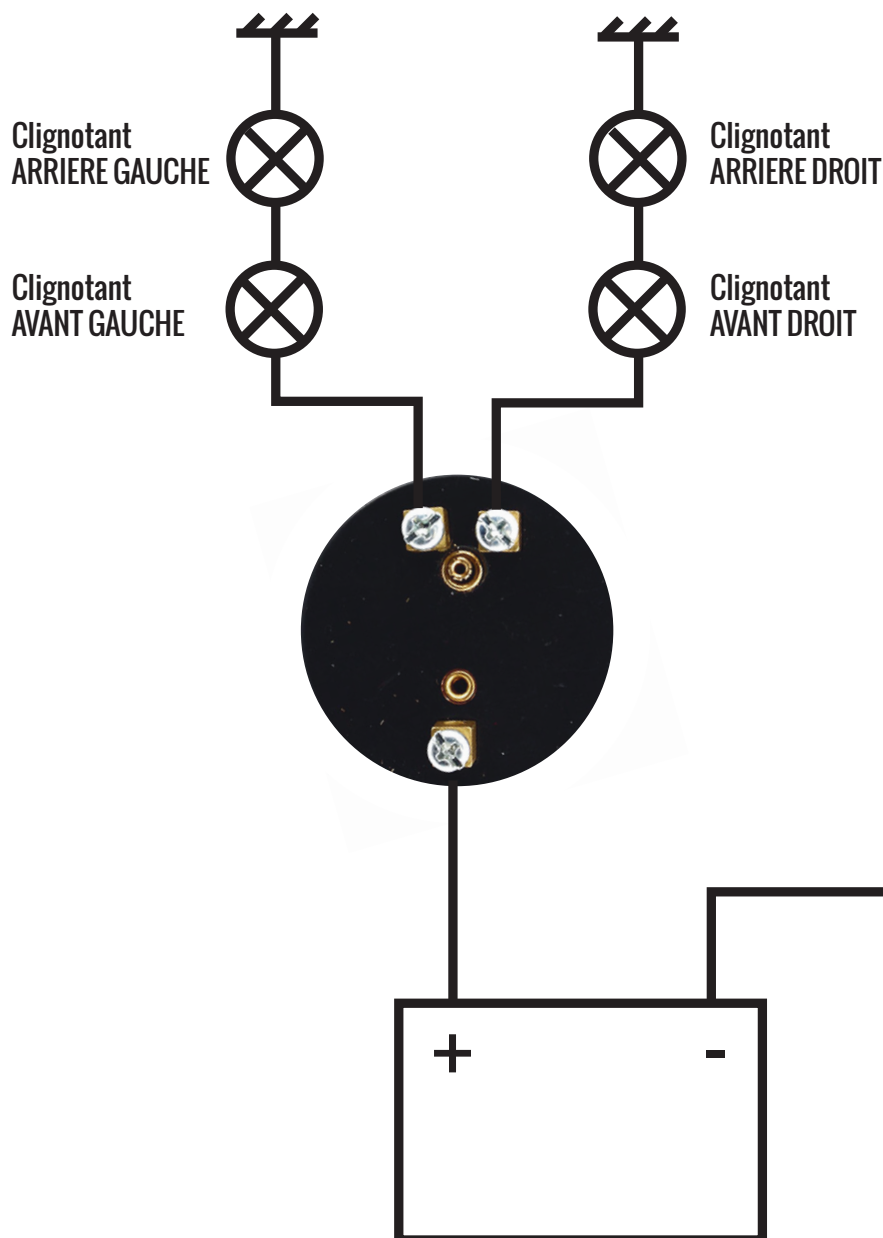 Clignotant
ARRIERE GAUCHE
Clignotant
ARRIERE DROIT
Clignotant
AVANT GAUCHE
Clignotant
AVANT DROIT
+ -